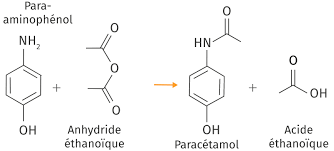 Para-
aminophénol
NH2
O
O
O
OH
+
Anhydride
éthanoïque
O
HN
OH
Paracétamol
+
O
OH
Acide
éthanoïque